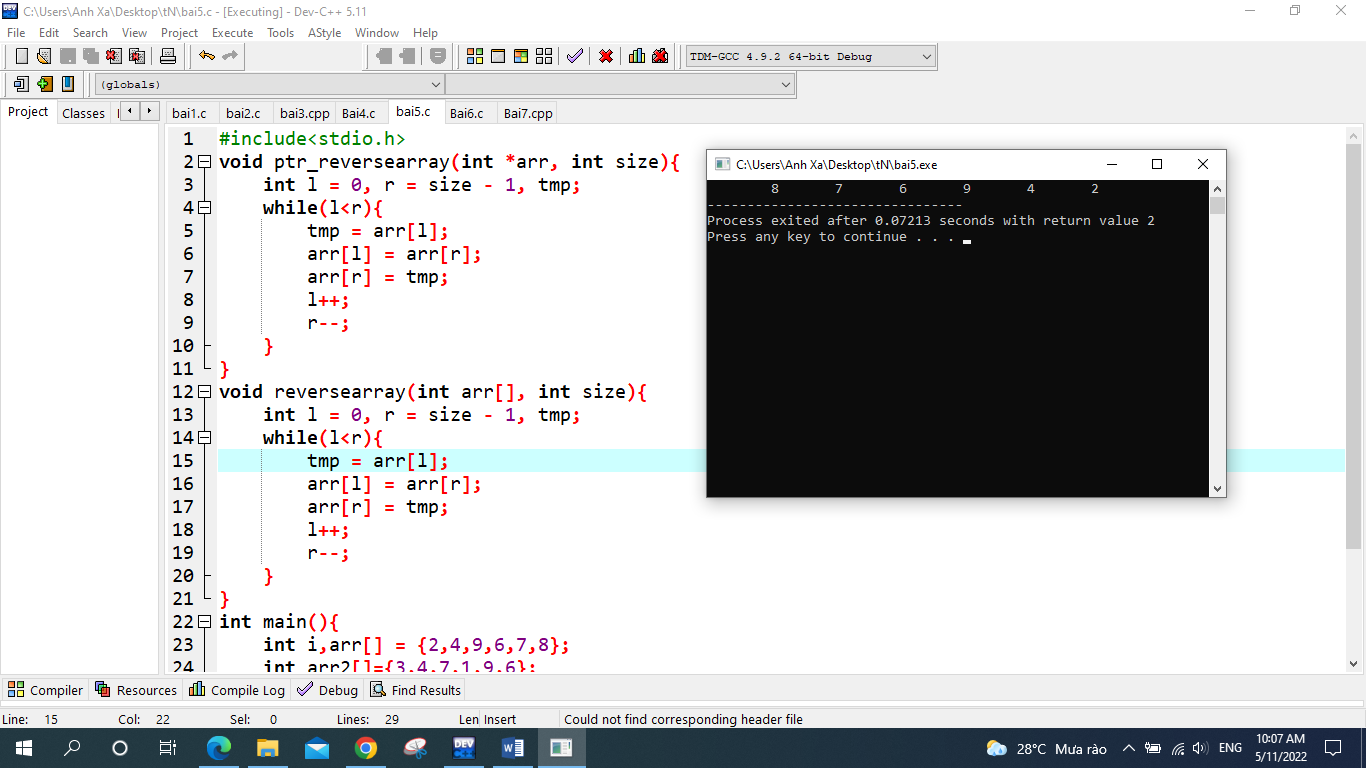 C:\Users\Anh Xa\Desktop\tN\bai5.c - [Executing] - Dev-C++ 5.11
File Edit Search View Project Execute Tools AStyle Window Help
TDM-GCC 4.9.2 64-bit Debug
(globals)
Project Classes
bai1.c bai2.c bai3.cpp Bai4.c bai5.c Bai6.c Bai7.cpp
1 #include<stdio.h>
2 void ptr_reversearray(int *arr, int size){
3 int l = 0, r = size - 1, tmp;
4 while(l<r){
5 tmp = arr[l];
6 arr[l] = arr[r];
7 arr[r] = tmp;
8 l++;
9 r--;
10 }
11 }
12 void reversearray(int arr[], int size){
13 int l = 0, r = size - 1, tmp;
14 while(l<r){
15 tmp = arr[l];
16 arr[l] = arr[r];
17 arr[r] = tmp;
18 l++;
19 r--;
20 }
21 }
22 int main(){
23 int i,arr[] = {2,4,9,6,7,8};
24 int arr2[]={3,4,7,1,9,6};
C:\Users\Anh Xa\Desktop\tN\bai5.exe
8 7 6 9 4 2
--------------------------------
Process exited after 0.07213 seconds with return value 2
Press any key to continue . . .
Compiler Resources Compile Log Debug Find Results
Line: 15 Col: 22 Sel: 0 Lines: 29 Len Insert Could not find corresponding header file
28°C Mưa rào ENG
10:07 AM
5/11/2022